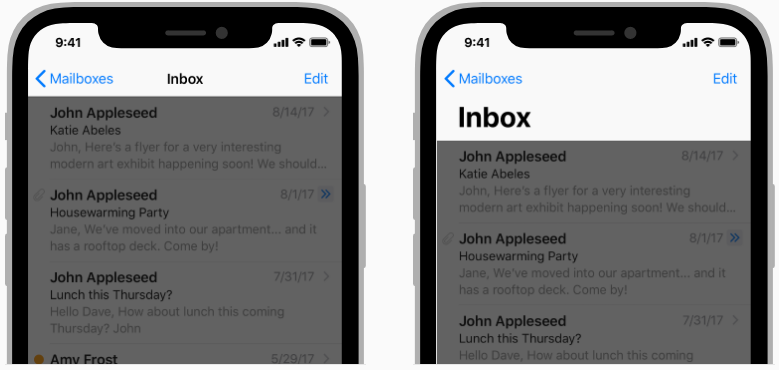 9:41
Mailboxes Inbox Edit
John Appleseed 8/14/17
Katie Abeles
John, Here's a flyer for a very interesting
modern art exhibit happening soon! We should...
John Appleseed 8/1/17
Housewarming Party
Jane, We've moved into our apartment... and it
has a rooftop deck. Come by!
John Appleseed 7/31/17
Lunch this Thursday?
Hello Dave, How about lunch this coming
Thursday? John
Amy Frost 5/29/17
9:41
Mailboxes Edit
Inbox
John Appleseed 8/14/17
Katie Abeles
John, Here's a flyer for a very interesting
modern art exhibit happening soon! We should...
John Appleseed 8/1/17
Housewarming Party
Jane, We've moved into our apartment... and it
has a rooftop deck. Come by!
John Appleseed 7/31/17
Lunch this Thursday?
Hello Dave, How about lunch this coming